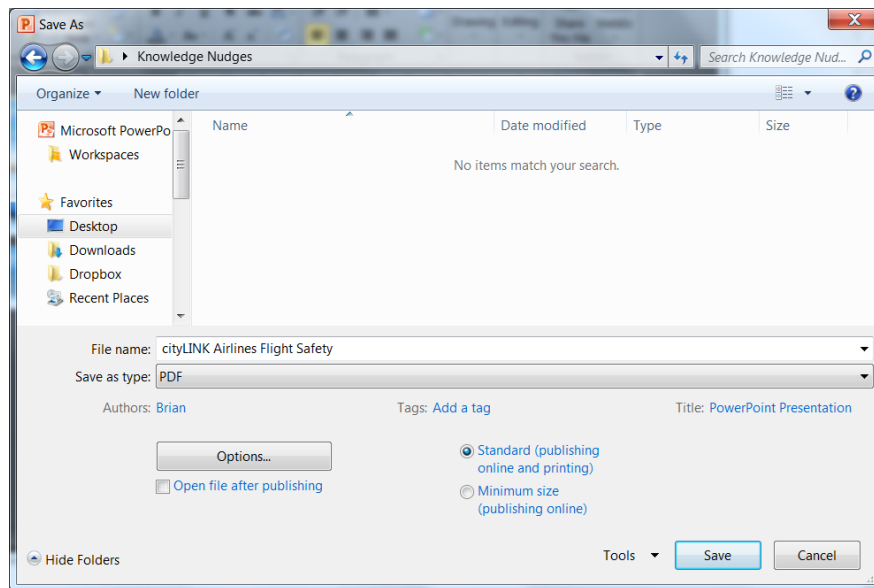 Save As
Knowledge Nudges
Search Knowledge Nud...
Organize
New folder
Microsoft PowerPo
Workspaces
Favorites
Desktop
Downloads
Dropbox
Recent Places
Name
Date modified
Type
Size
No items match your search.
File name: cityLINK Airlines Flight Safety
Save as type: PDF
Authors: Brian
Tags: Add a tag
Title: PowerPoint Presentation
Options...
Open file after publishing
Standard (publishing
online and printing)
Minimum size
(publishing online)
Hide Folders
Tools
Save
Cancel